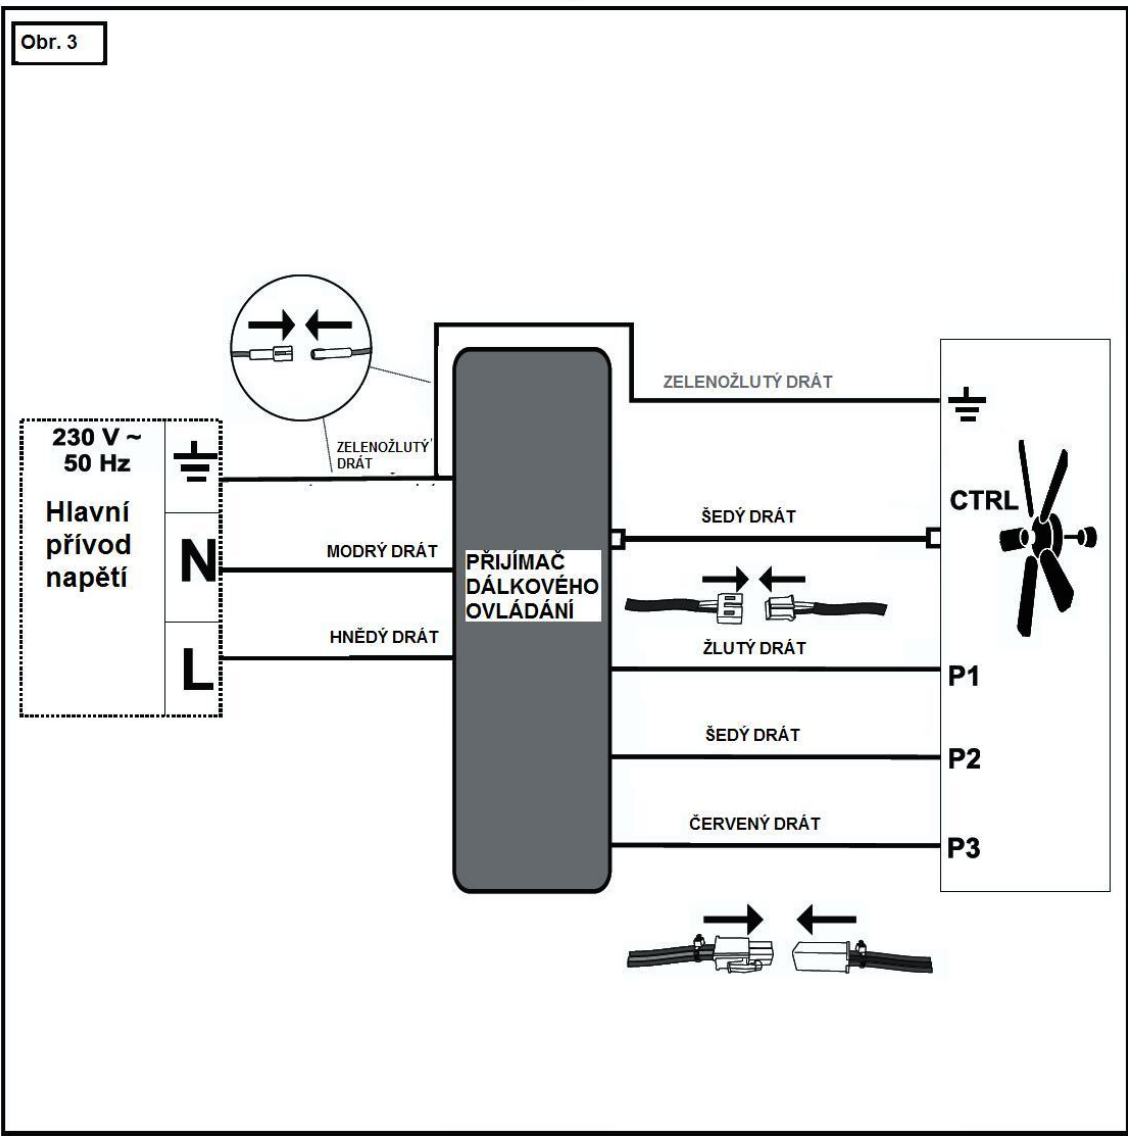 Obr. 3
ZELENOŽLUTÝ DRÁT
230 V ~
50 Hz
ZELENOŽLUTÝ
DRÁT
Hlavní
přívod
napětí
CTRL
ŠEDÝ DRÁT
N
MODRÝ DRÁT
PŘIJÍMAČ
DÁLKOVÉHO
OVLÁDÁNÍ
HNĚDÝ DRÁT
L
ŽLUTÝ DRÁT
P1
ŠEDÝ DRÁT
P2
ČERVENÝ DRÁT
P3